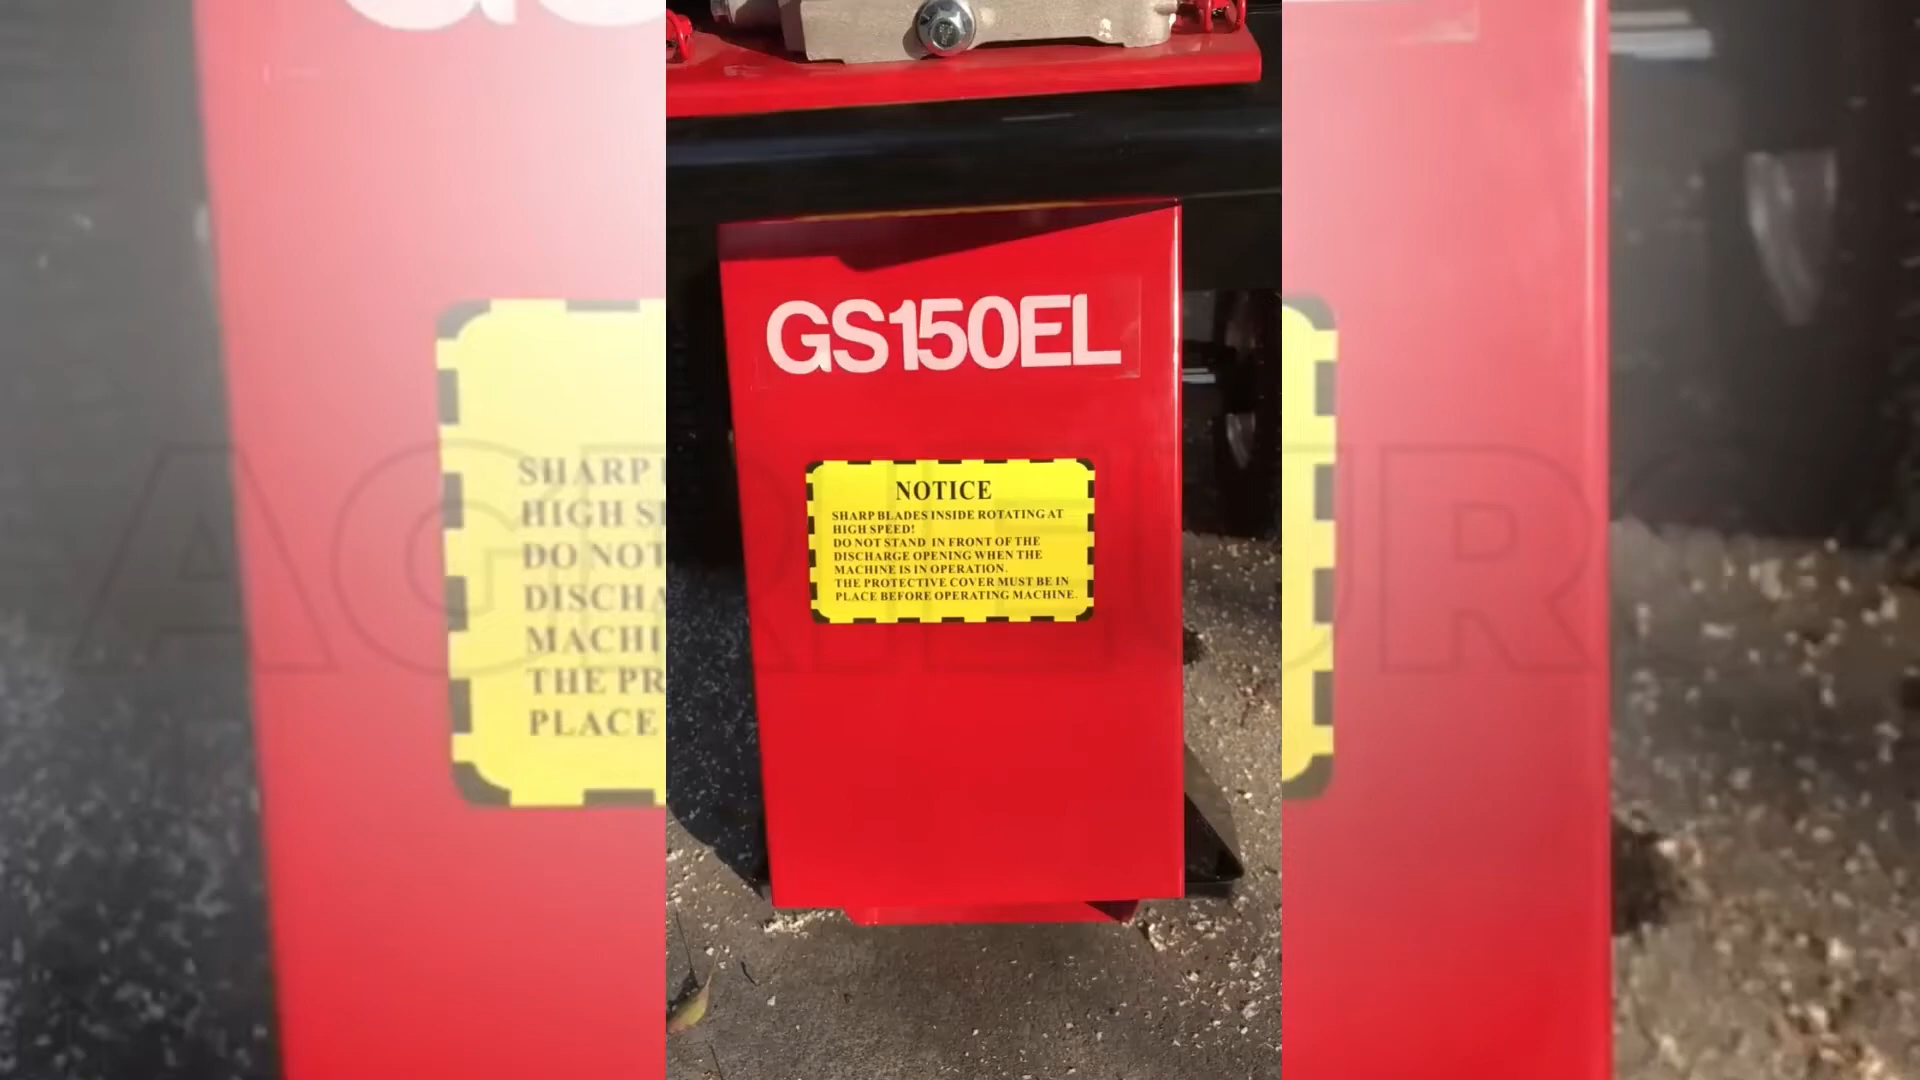 GS150EL
NOTICE
SHARP BLADES INSIDE ROTATING AT
HIGH SPEED!
DO NOT STAND IN FRONT OF THE
DISCHARGE OPENING WHEN THE
MACHINE IS IN OPERATION.
THE PROTECTIVE COVER MUST BE IN
PLACE BEFORE OPERATING MACHINE.